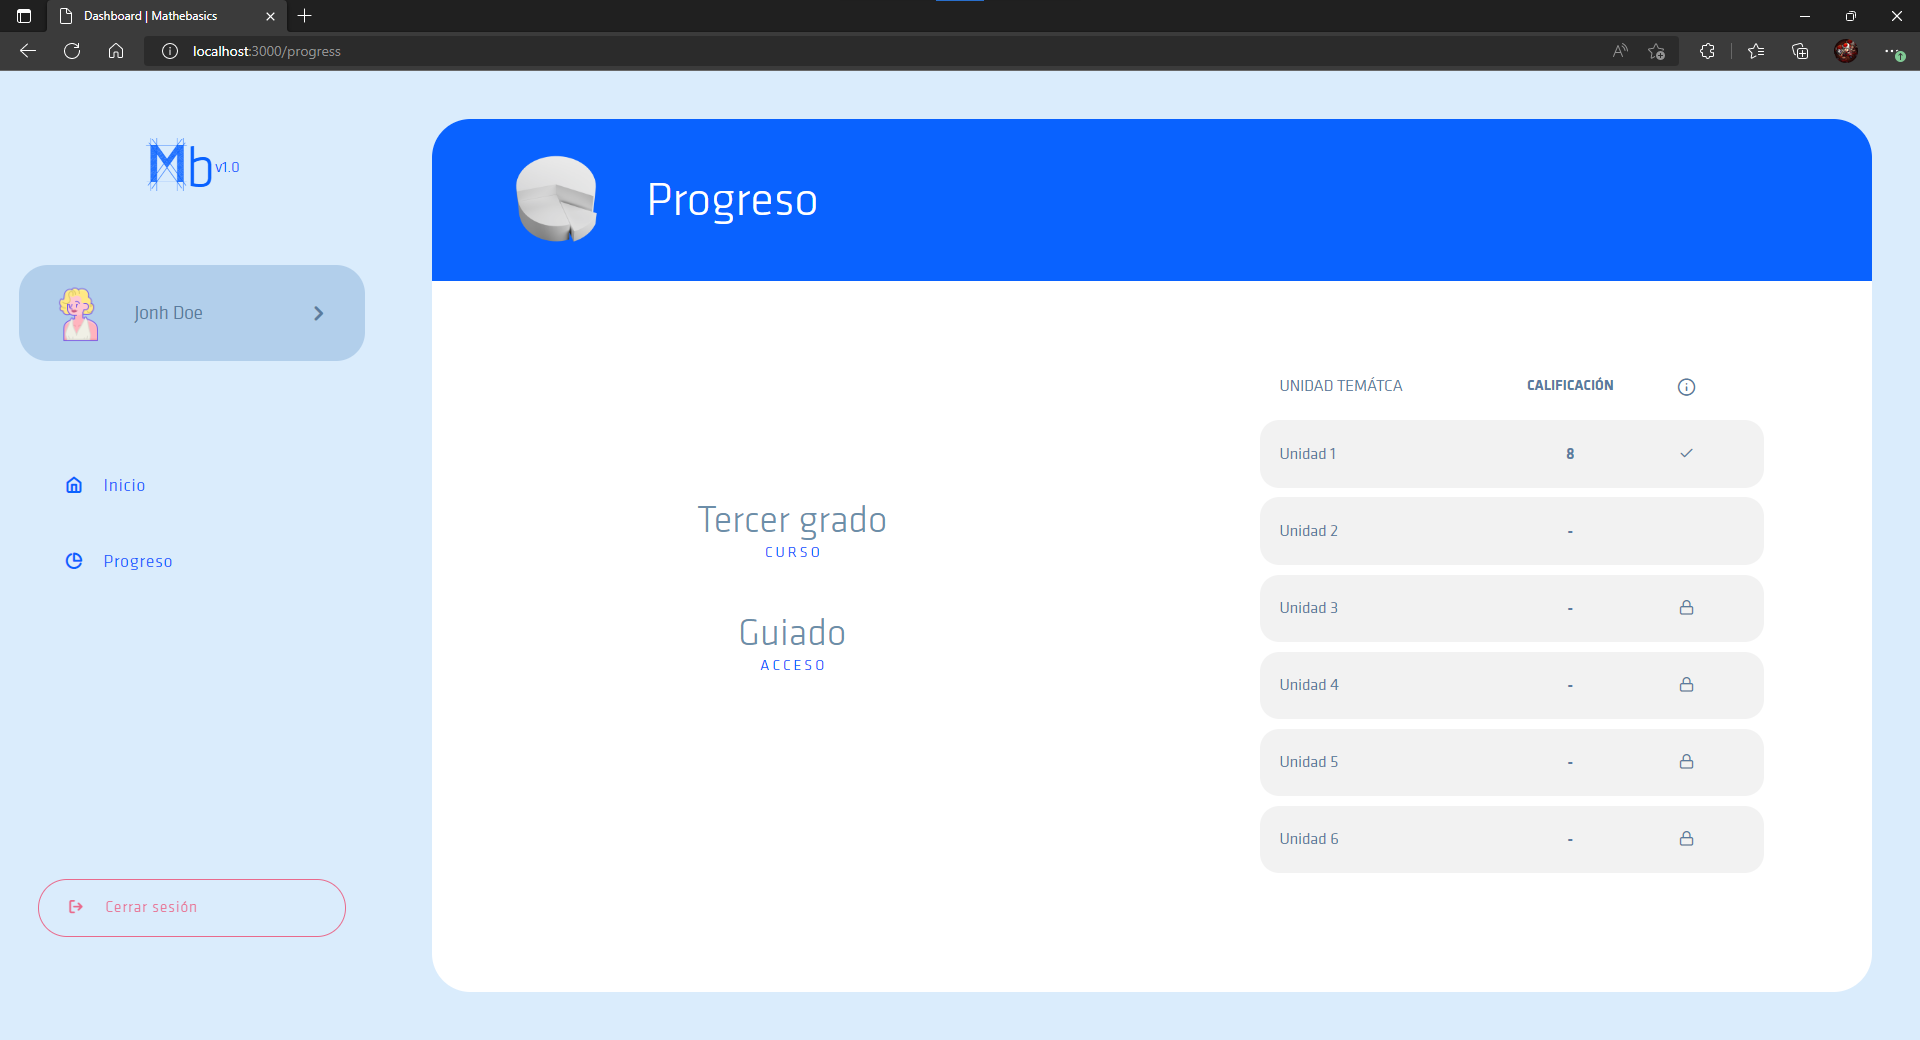 Dashboard | Mathebasics
localhost:3000/progress
Mb v1.0
Jonh Doe
Inicio
Progreso
Cerrar sesión
Progreso
Tercer grado
CURSO
Guiado
ACCESO
UNIDAD TEMÁTCA CALIFICACIÓN
Unidad 1 8
Unidad 2 -
Unidad 3 -
Unidad 4 -
Unidad 5 -
Unidad 6 -